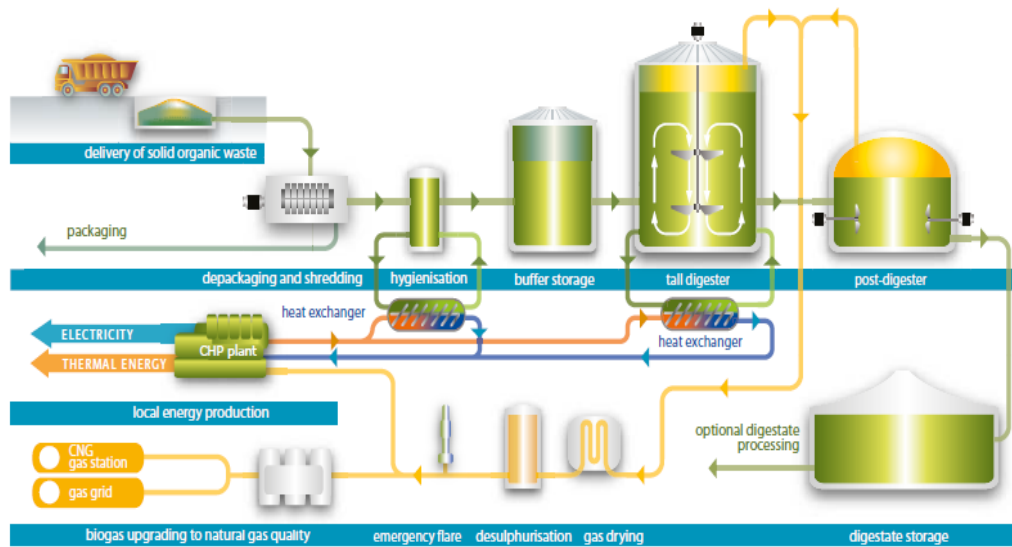 delivery of solid organic waste
packaging
depackaging and shredding
hygienisation
buffer storage
tall digester
post-digester
heat exchanger
heat exchanger
ELECTRICITY
THERMAL ENERGY
CHP plant
local energy production
optional digestate
processing
CNG
gas station
gas grid
biogas upgrading to natural gas quality
emergency flare
desulphurisation
gas drying
digestate storage